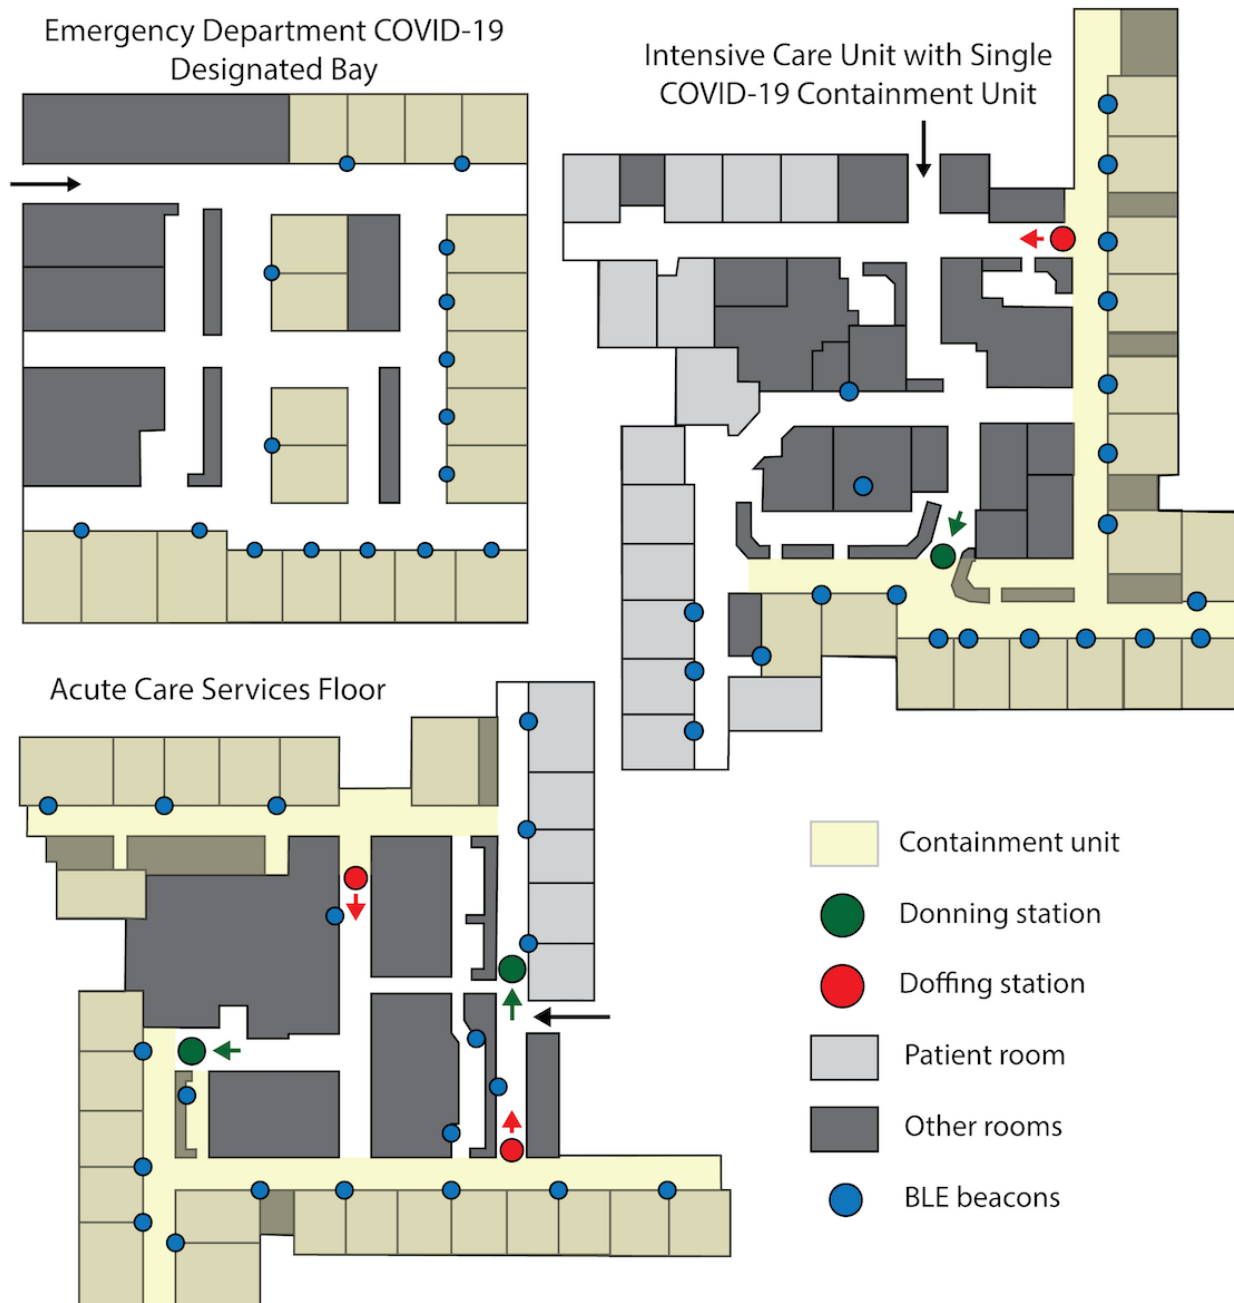 Emergency Department COVID-19
Designated Bay
Intensive Care Unit with Single
COVID-19 Containment Unit
Acute Care Services Floor
Containment unit
Donning station
Doffing station
Patient room
Other rooms
BLE beacons